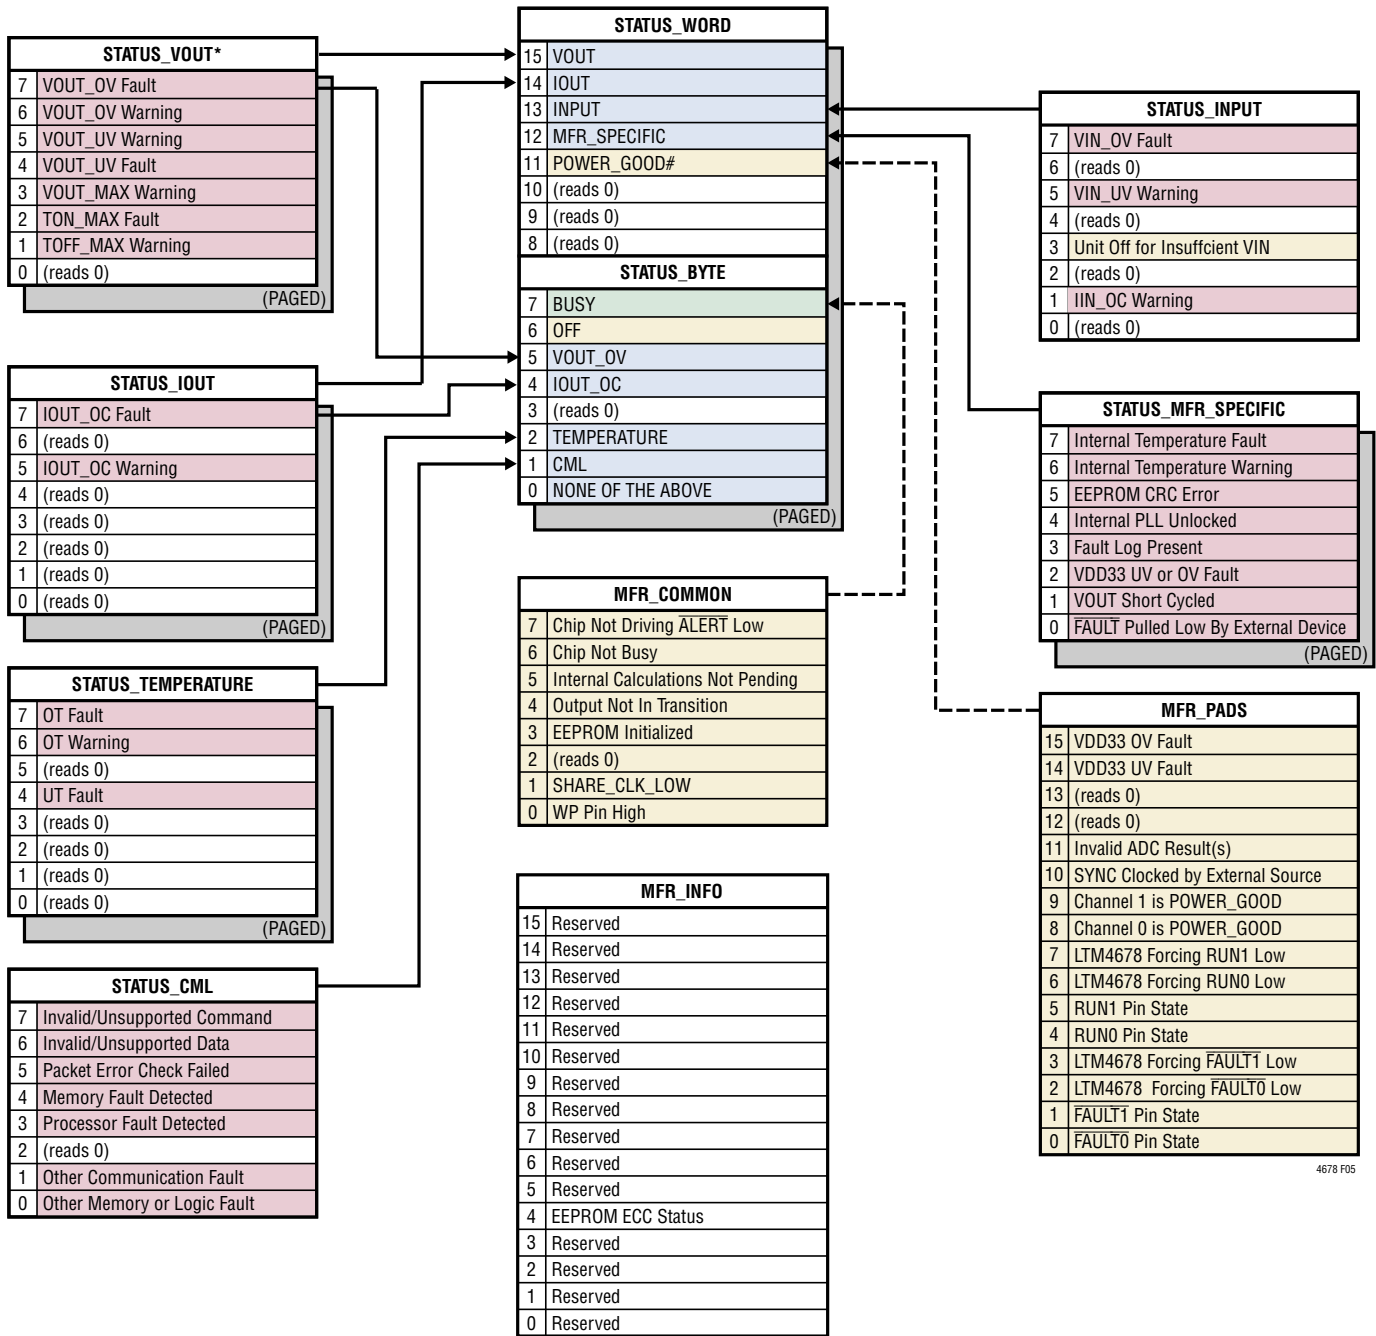 STATUS_VOUT*
7 VOUT_OV Fault
6 VOUT_OV Warning
5 VOUT_UV Warning
4 VOUT_UV Fault
3 VOUT_MAX Warning
2 TON_MAX Fault
1 TOFF_MAX Warning
0 (reads 0)
(PAGED)
STATUS_IOUT
7 IOUT_OC Fault
6 (reads 0)
5 IOUT_OC Warning
4 (reads 0)
3 (reads 0)
2 (reads 0)
1 (reads 0)
0 (reads 0)
(PAGED)
STATUS_TEMPERATURE
7 OT Fault
6 OT Warning
5 (reads 0)
4 UT Fault
3 (reads 0)
2 (reads 0)
1 (reads 0)
0 (reads 0)
(PAGED)
STATUS_CML
7 Invalid/Unsupported Command
6 Invalid/Unsupported Data
5 Packet Error Check Failed
4 Memory Fault Detected
3 Processor Fault Detected
2 (reads 0)
1 Other Communication Fault
0 Other Memory or Logic Fault
STATUS_WORD
15 VOUT
14 IOUT
13 INPUT
12 MFR_SPECIFIC
11 POWER_GOOD#
10 (reads 0)
9 (reads 0)
8 (reads 0)
STATUS_BYTE
7 BUSY
6 OFF
5 VOUT_OV
4 IOUT_OC
3 (reads 0)
2 TEMPERATURE
1 CML
0 NONE OF THE ABOVE
(PAGED)
MFR_COMMON
7 Chip Not Driving ALERT Low
6 Chip Not Busy
5 Internal Calculations Not Pending
4 Output Not In Transition
3 EEPROM Initialized
2 (reads 0)
1 SHARE_CLK_LOW
0 WP Pin High
MFR_INFO
15 Reserved
14 Reserved
13 Reserved
12 Reserved
11 Reserved
10 Reserved
9 Reserved
8 Reserved
7 Reserved
6 Reserved
5 Reserved
4 EEPROM ECC Status
3 Reserved
2 Reserved
1 Reserved
0 Reserved
STATUS_INPUT
7 VIN_OV Fault
6 (reads 0)
5 VIN_UV Warning
4 (reads 0)
3 Unit Off for Insuffcient VIN
2 (reads 0)
1 IIN_OC Warning
0 (reads 0)
STATUS_MFR_SPECIFIC
7 Internal Temperature Fault
6 Internal Temperature Warning
5 EEPROM CRC Error
4 Internal PLL Unlocked
3 Fault Log Present
2 VDD33 UV or OV Fault
1 VOUT Short Cycled
0 FAULT Pulled Low By External Device
(PAGED)
MFR_PADS
15 VDD33 OV Fault
14 VDD33 UV Fault
13 (reads 0)
12 (reads 0)
11 Invalid ADC Result(s)
10 SYNC Clocked by External Source
9 Channel 1 is POWER_GOOD
8 Channel 0 is POWER_GOOD
7 LTM4678 Forcing RUN1 Low
6 LTM4678 Forcing RUN0 Low
5 RUN1 Pin State
4 RUN0 Pin State
3 LTM4678 Forcing FAULT1 Low
2 LTM4678 Forcing FAULT0 Low
1 FAULT1 Pin State
0 FAULT0 Pin State
4678 F05